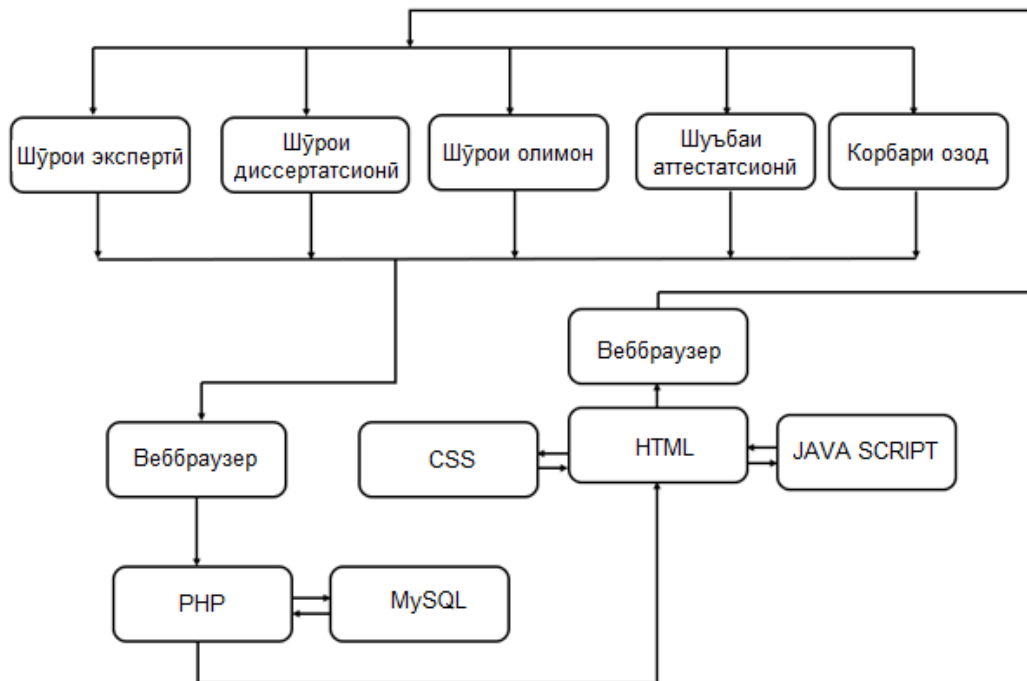 Шӯрои экспертӣ
Шӯрои
диссертатсионӣ
Шӯрои олимон
Шуъбаи
аттестатсионӣ
Корбари озод
Веббраузер
Веббраузер
CSS
HTML
JAVA SCRIPT
PHP
MySQL